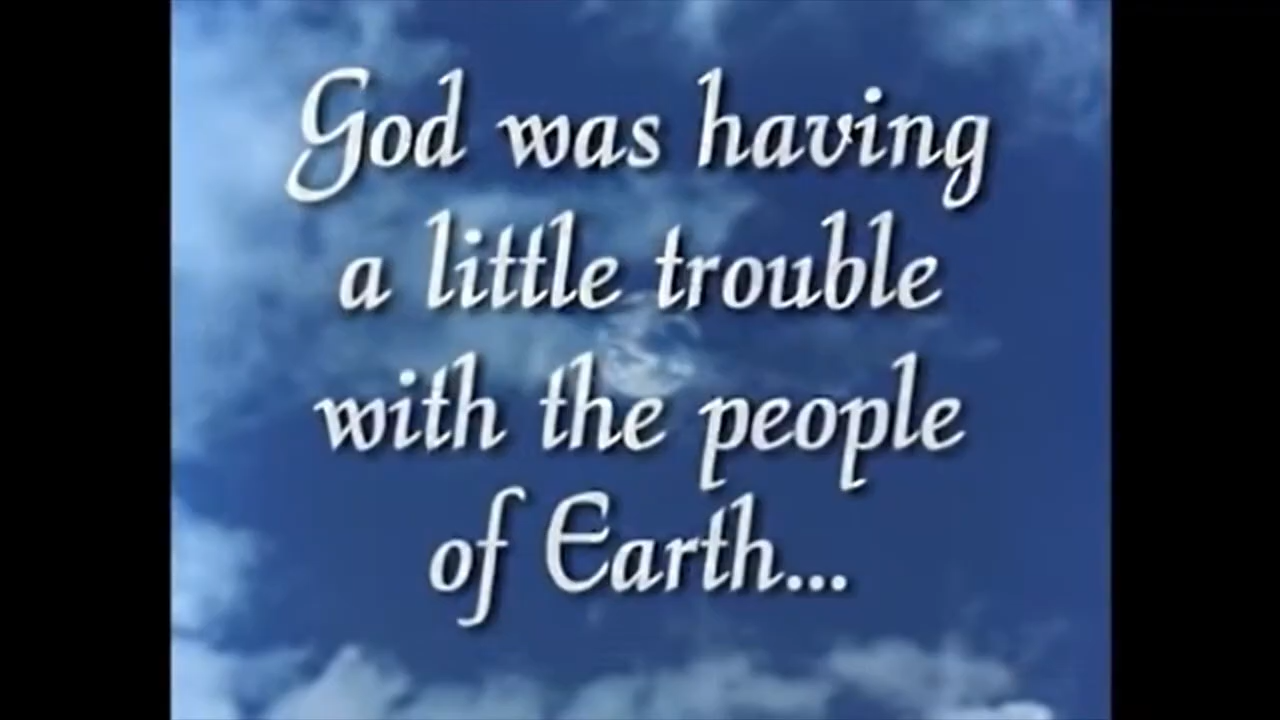 God was having
a little trouble
with the people
of Earth...